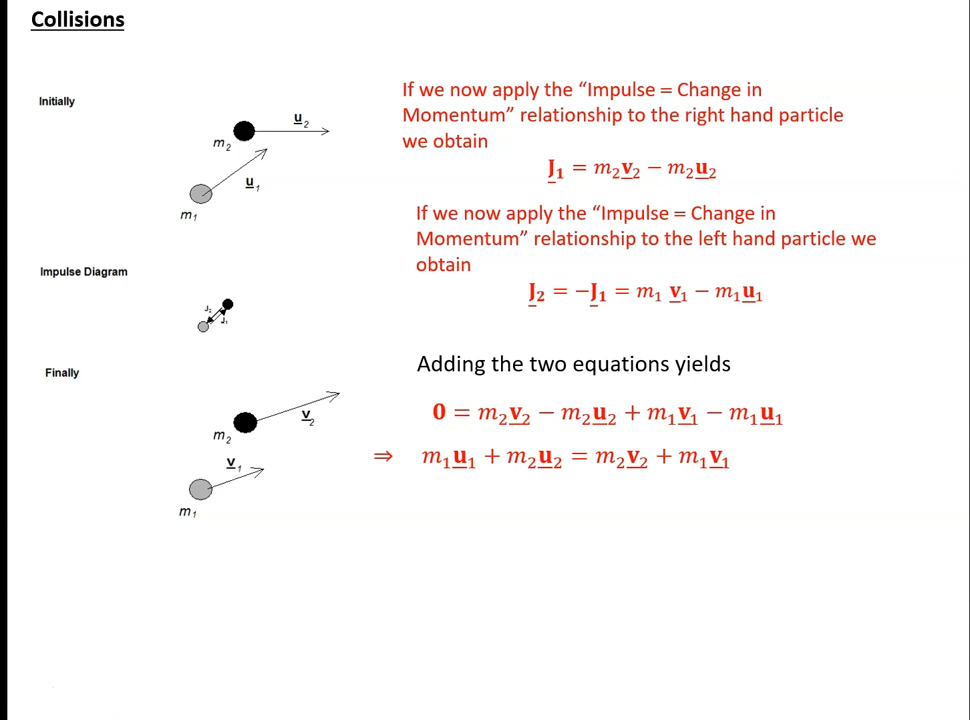 Collisions
Initially
u₂
m₂
u₁
m₁
If we now apply the “Impulse = Change in
Momentum” relationship to the right hand particle
we obtain
J₁ = m₂v₂ − m₂u₂
If we now apply the “Impulse = Change in
Momentum” relationship to the left hand particle we
obtain
J₂ = −J₁ = m₁ v₁ − m₁u₁
Impulse Diagram
J₂
J₁
Finally
v₂
m₂
v₁
m₁
Adding the two equations yields
0 = m₂v₂ − m₂u₂ + m₁v₁ − m₁u₁
⇒ m₁u₁ + m₂u₂ = m₂v₂ + m₁v₁